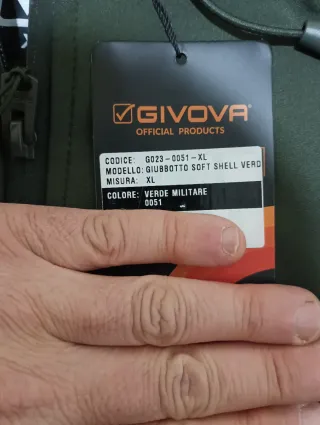 GIVOVA
OFFICIAL PRODUCTS
CODICE: G023-0051-XL
MODELLO: GIUBBOTTO SOFT SHELL VERD
MISURA: XL
COLORE: VERDE MILITARE
0051